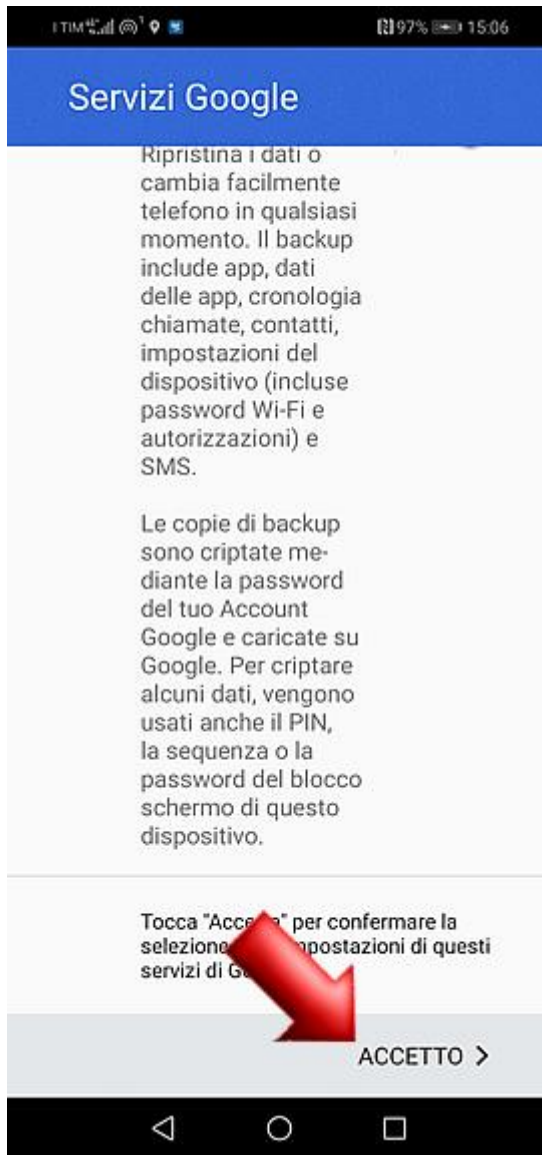 TIM 97% 15:06
Servizi Google
Ripristina i dati o
cambia facilmente
telefono in qualsiasi
momento. Il backup
include app, dati
delle app, cronologia
chiamate, contatti,
impostazioni del
dispositivo (incluse
password Wi-Fi e
autorizzazioni) e
SMS.
Le copie di backup
sono criptate me-
diante la password
del tuo Account
Google e caricate su
Google. Per criptare
alcuni dati, vengono
usati anche il PIN,
la sequenza o la
password del blocco
schermo di questo
dispositivo.
Tocca "Accetta" per confermare la
selezione impostazioni di questi
servizi di
ACCETTO >